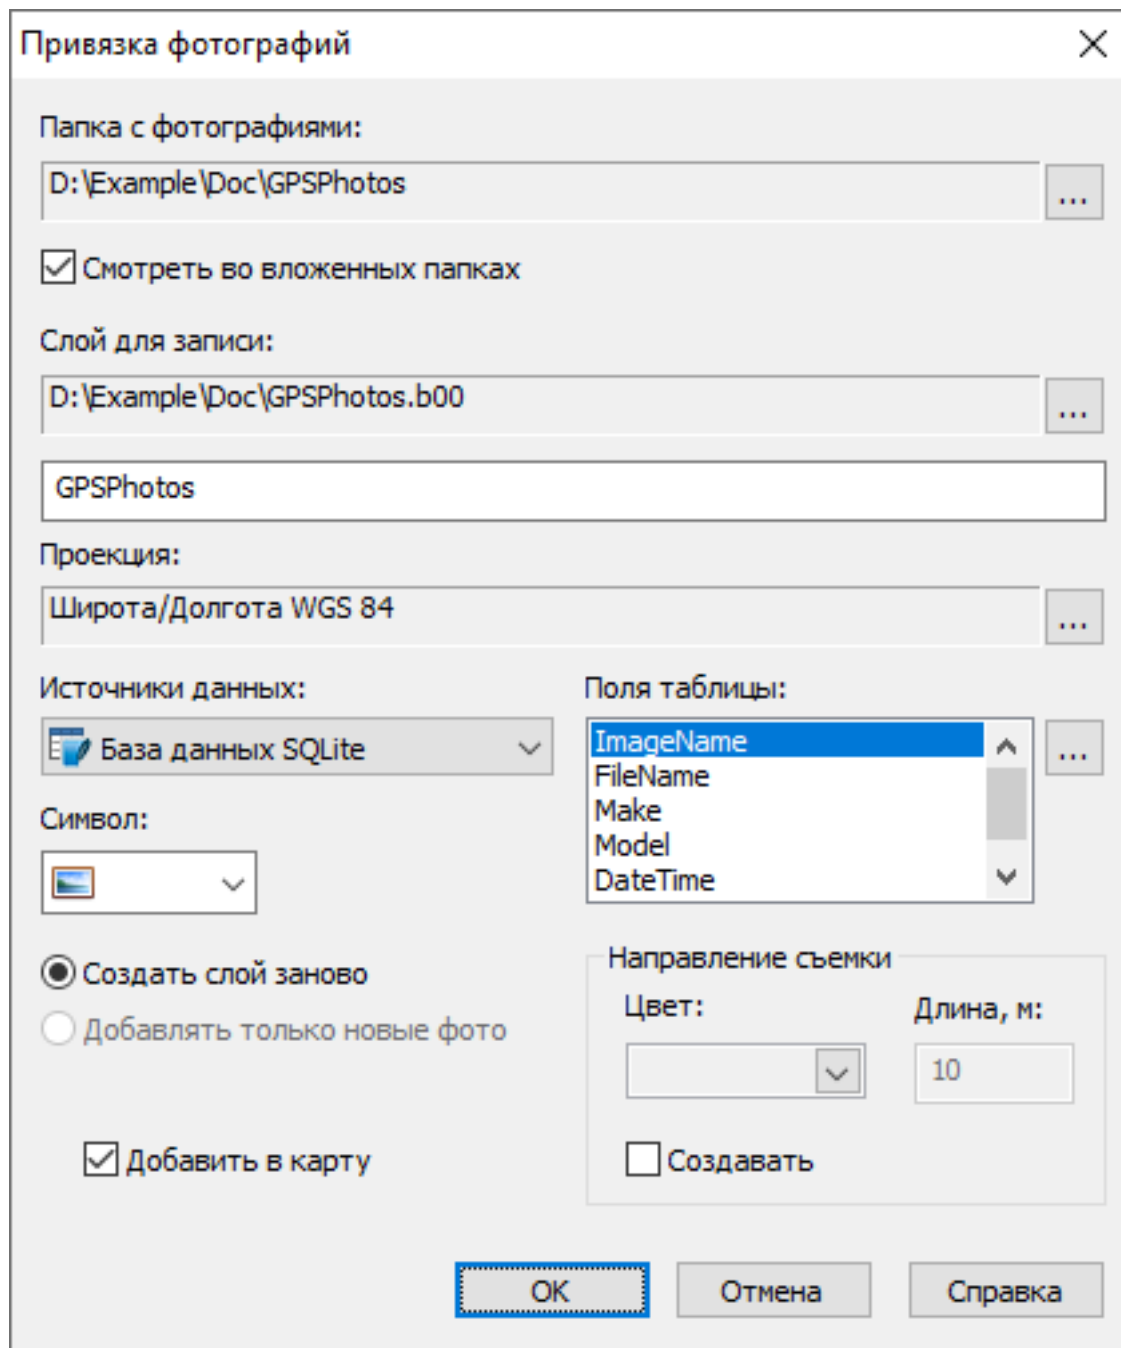 Привязка фотографий
Папка с фотографиями:
D:\Example\Doc\GPSPhotos
...
Смотреть во вложенных папках
Слой для записи:
D:\Example\Doc\GPSPhotos.b00
...
GPSPhotos
Проекция:
Широта/Долгота WGS 84
...
Источники данных:
База данных SQLite
Поля таблицы:
ImageName
FileName
Make
Model
DateTime
...
Символ:
Создать слой заново
Добавлять только новые фото
Добавить в карту
Направление съемки
Цвет:
Длина, м:
10
Создавать
OK
Отмена
Справка